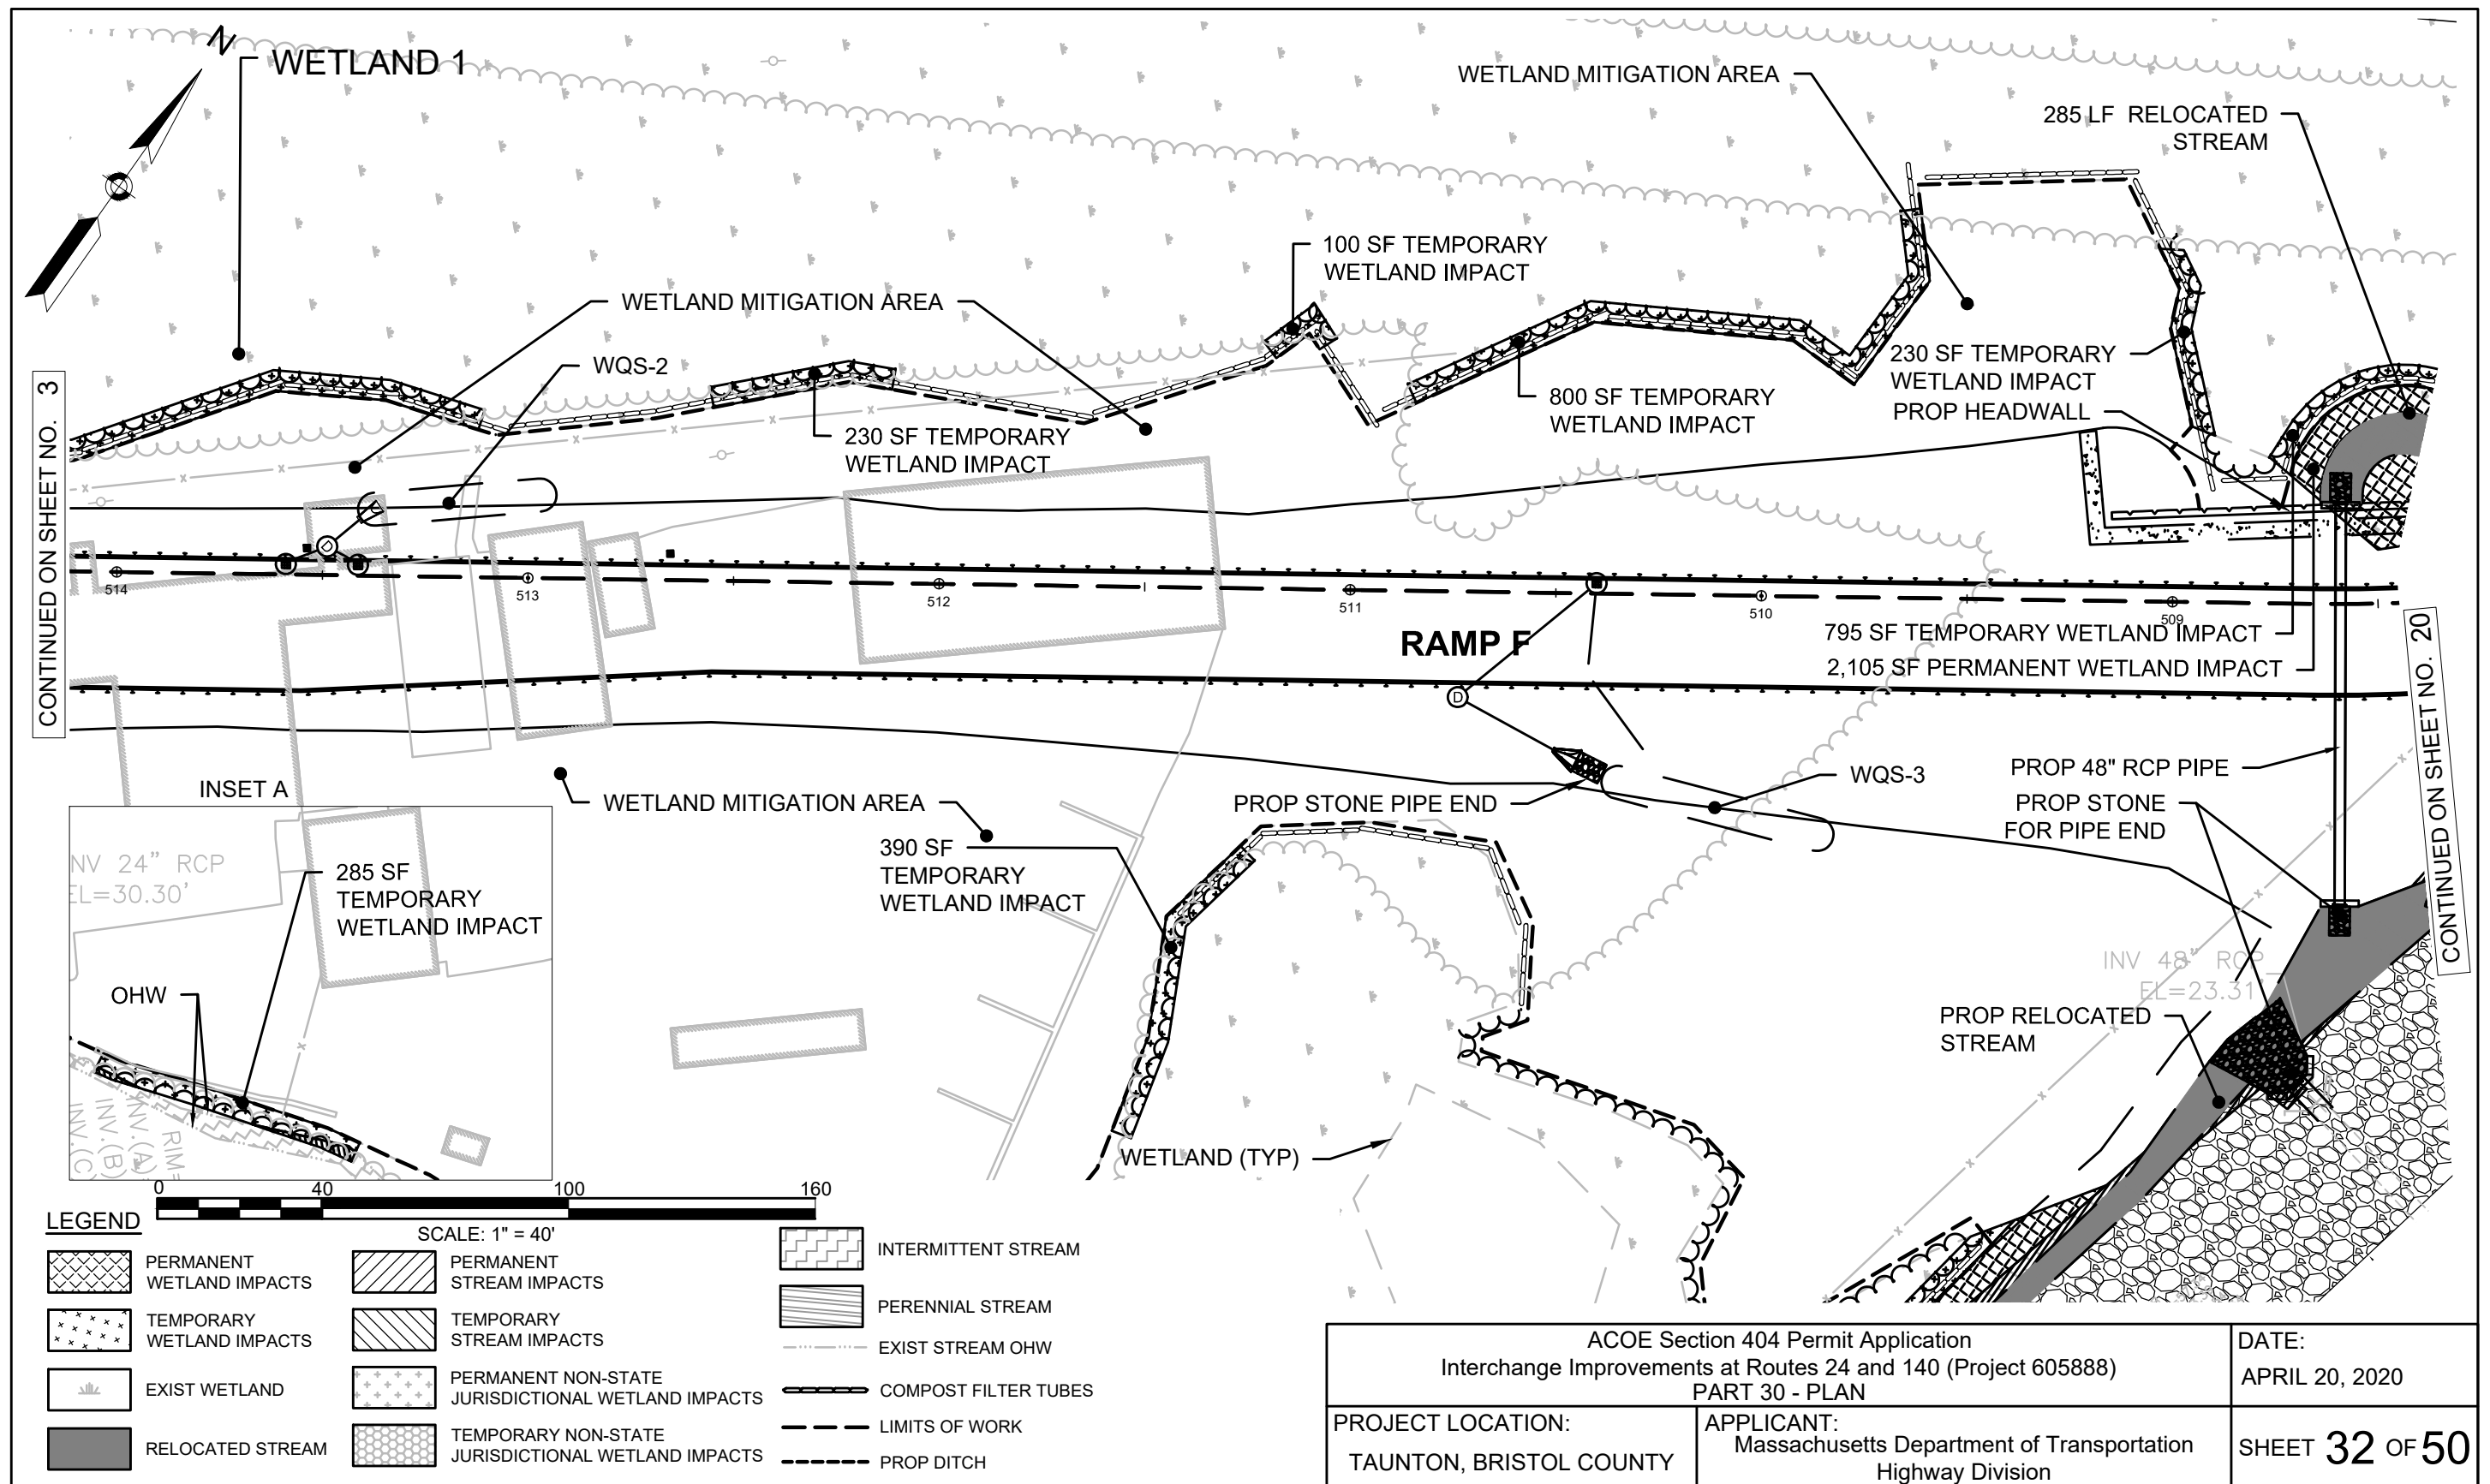 N
WETLAND 1
WETLAND MITIGATION AREA
285 LF RELOCATED
STREAM
100 SF TEMPORARY
WETLAND IMPACT
WETLAND MITIGATION AREA
WQS-2
230 SF TEMPORARY
WETLAND IMPACT
800 SF TEMPORARY
WETLAND IMPACT
230 SF TEMPORARY
WETLAND IMPACT
PROP HEADWALL
CONTINUED ON SHEET NO. 3
514
513
512
511
510
509
RAMP F
795 SF TEMPORARY WETLAND IMPACT
2,105 SF PERMANENT WETLAND IMPACT
CONTINUED ON SHEET NO. 20
D
D
D
WQS-3
PROP 48" RCP PIPE
PROP STONE
FOR PIPE END
PROP STONE PIPE END
WETLAND MITIGATION AREA
390 SF
TEMPORARY
WETLAND IMPACT
INSET A
NV 24" RCP
EL=30.30'
285 SF
TEMPORARY
WETLAND IMPACT
OHW
RIM=
INV.(A)
INV.(B)
INV.(C
INV 48" RCP
EL=23.31'
PROP RELOCATED
STREAM
WETLAND (TYP)
0 40 100 160
SCALE: 1" = 40'
LEGEND
PERMANENT
WETLAND IMPACTS
TEMPORARY
WETLAND IMPACTS
EXIST WETLAND
RELOCATED STREAM
PERMANENT
STREAM IMPACTS
TEMPORARY
STREAM IMPACTS
PERMANENT NON-STATE
JURISDICTIONAL WETLAND IMPACTS
TEMPORARY NON-STATE
JURISDICTIONAL WETLAND IMPACTS
INTERMITTENT STREAM
PERENNIAL STREAM
EXIST STREAM OHW
COMPOST FILTER TUBES
LIMITS OF WORK
PROP DITCH
ACOE Section 404 Permit Application
Interchange Improvements at Routes 24 and 140 (Project 605888)
PART 30 - PLAN
DATE:
APRIL 20, 2020
PROJECT LOCATION:
TAUNTON, BRISTOL COUNTY
APPLICANT:
Massachusetts Department of Transportation
Highway Division
SHEET 32 OF 50